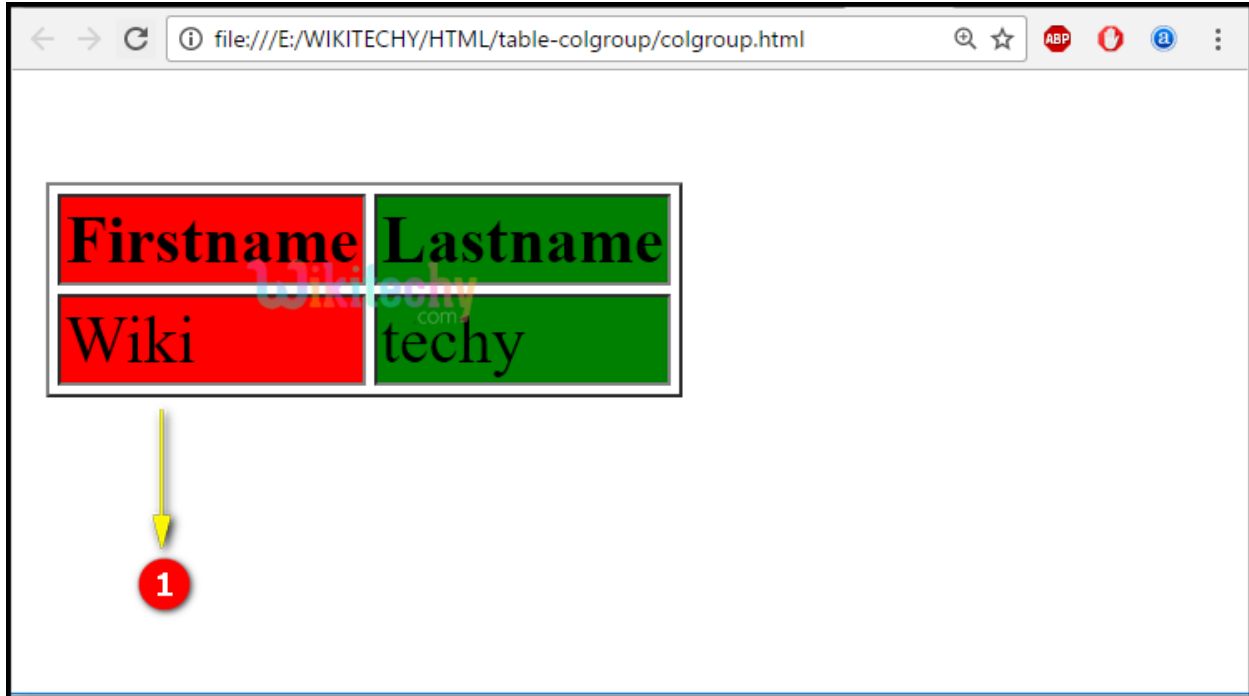 file:///E:/WIKITECHY/HTML/table-colgroup/colgroup.html
ABP
a
Firstname Lastname
Wikitechy
.com
Wiki techy
1